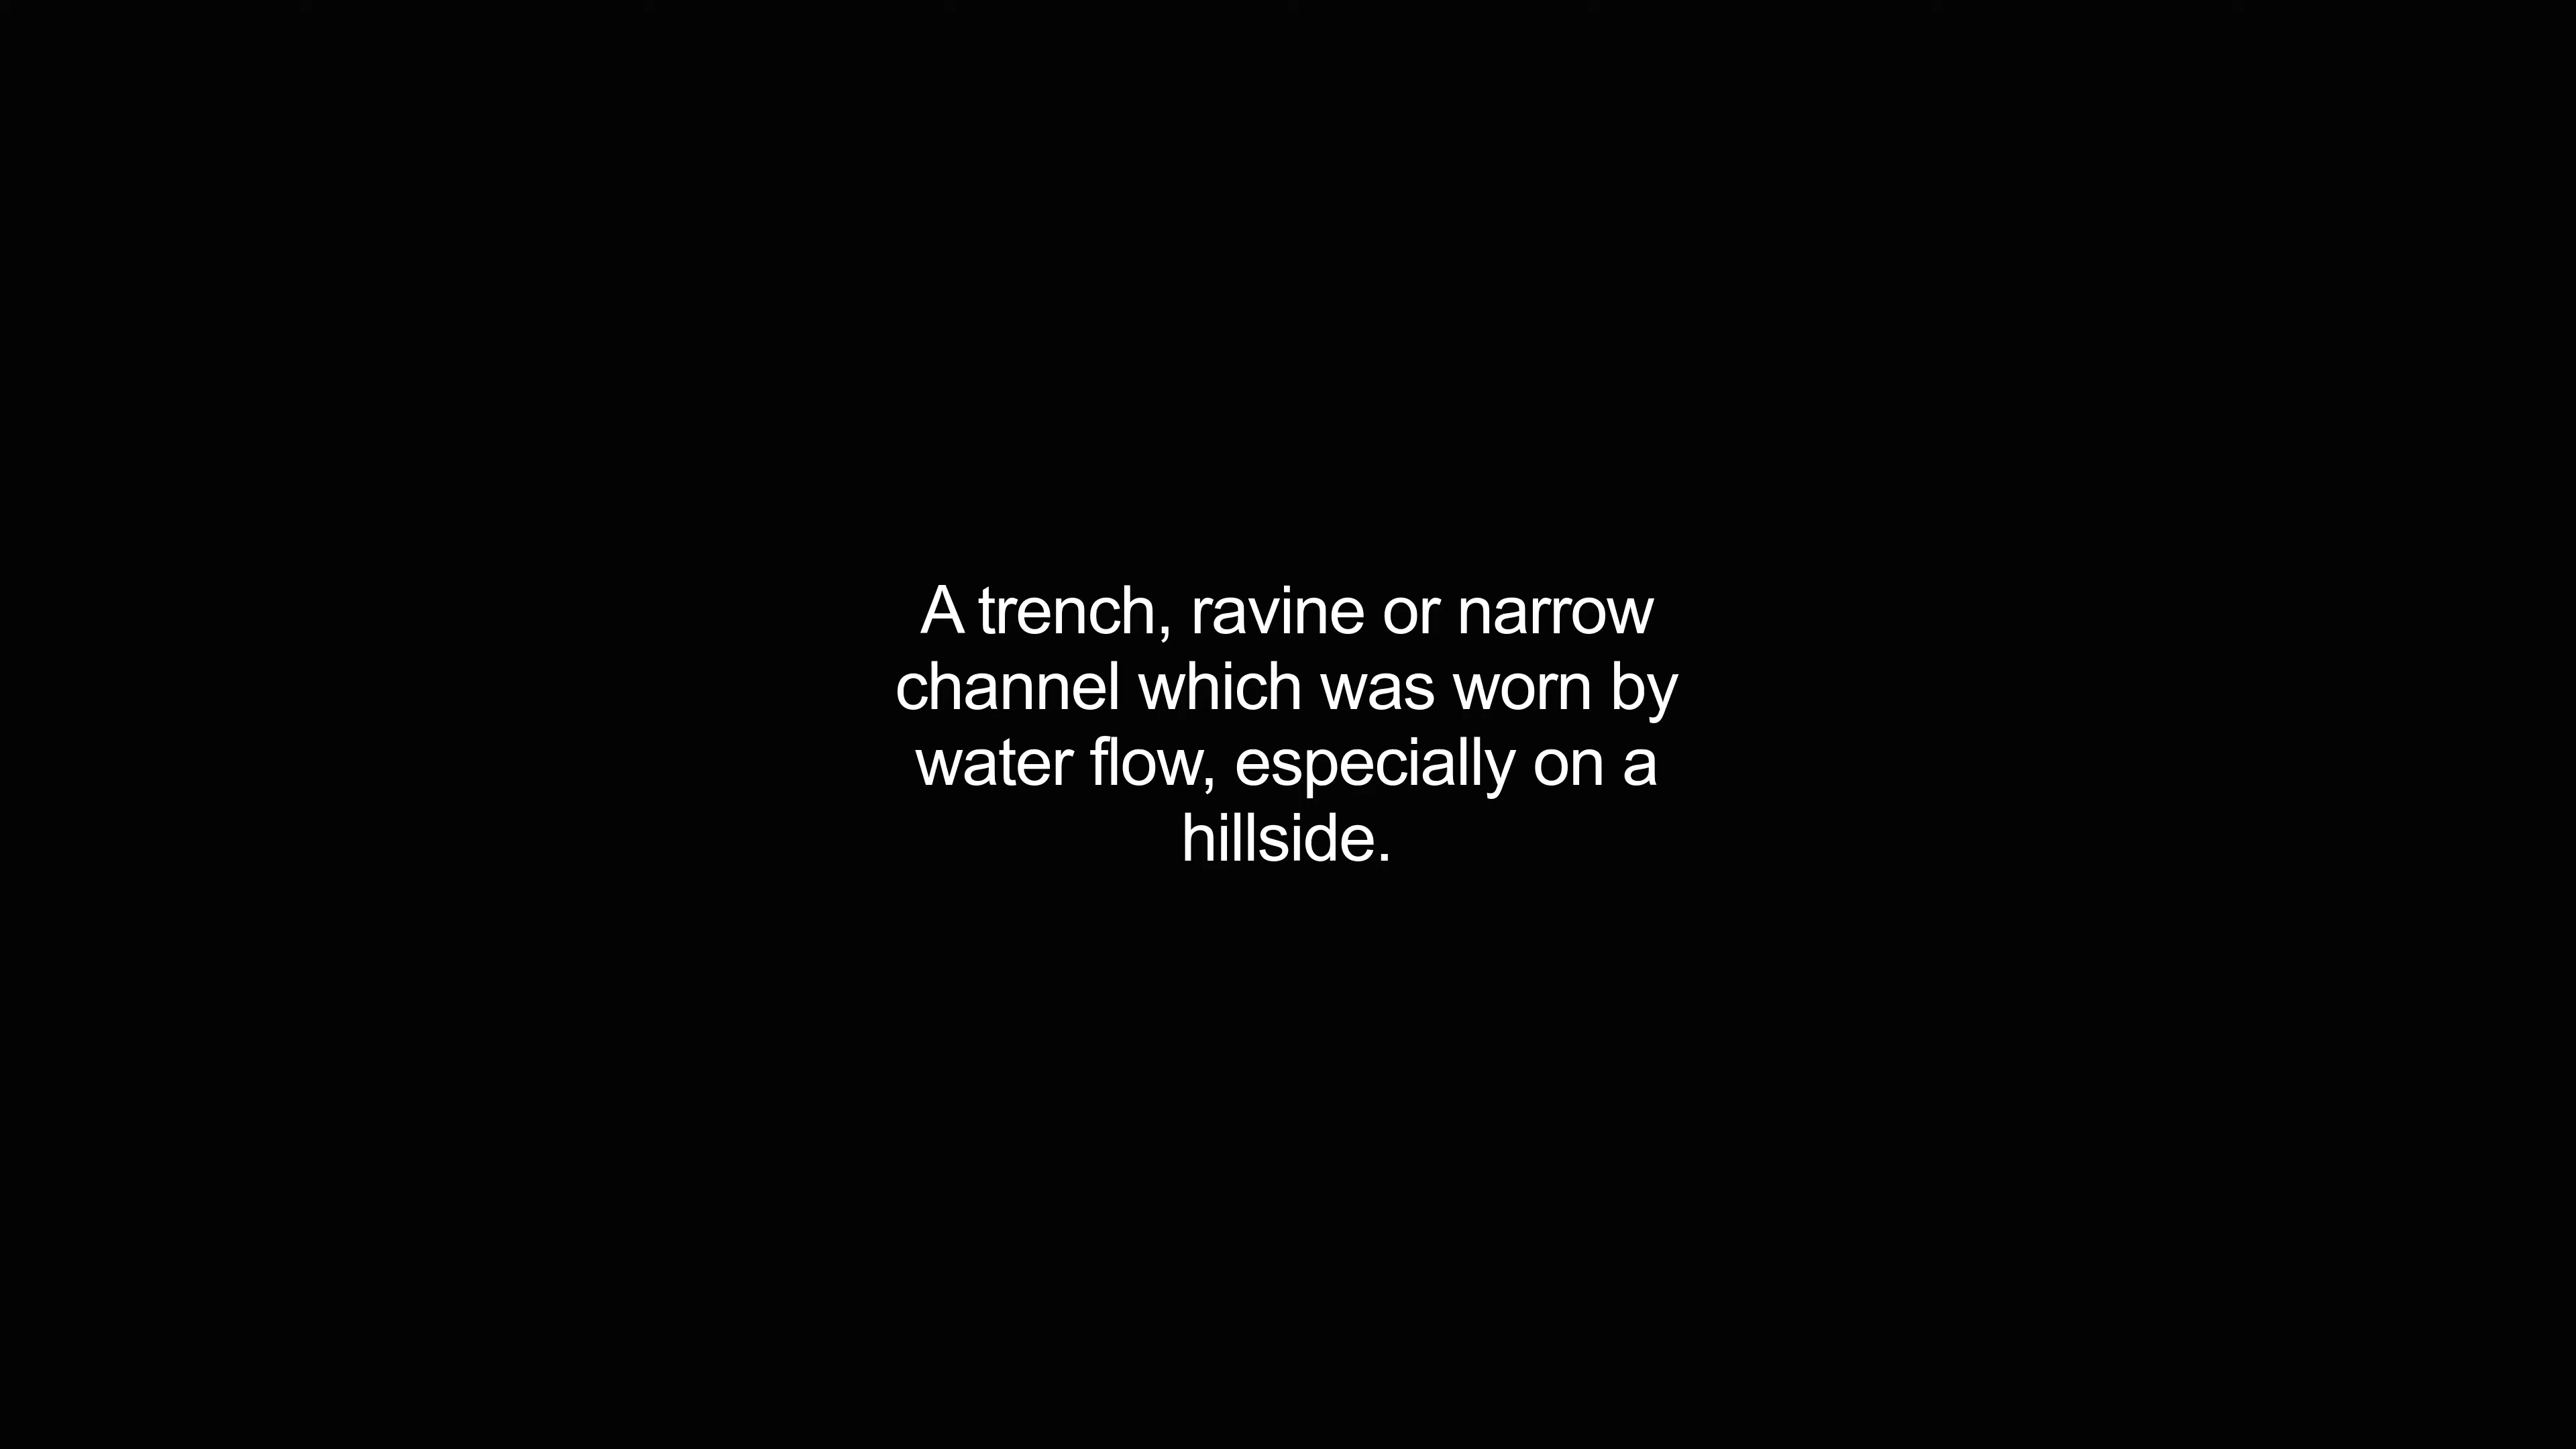 A trench, ravine or narrow
channel which was worn by
water flow, especially on a
hillside.